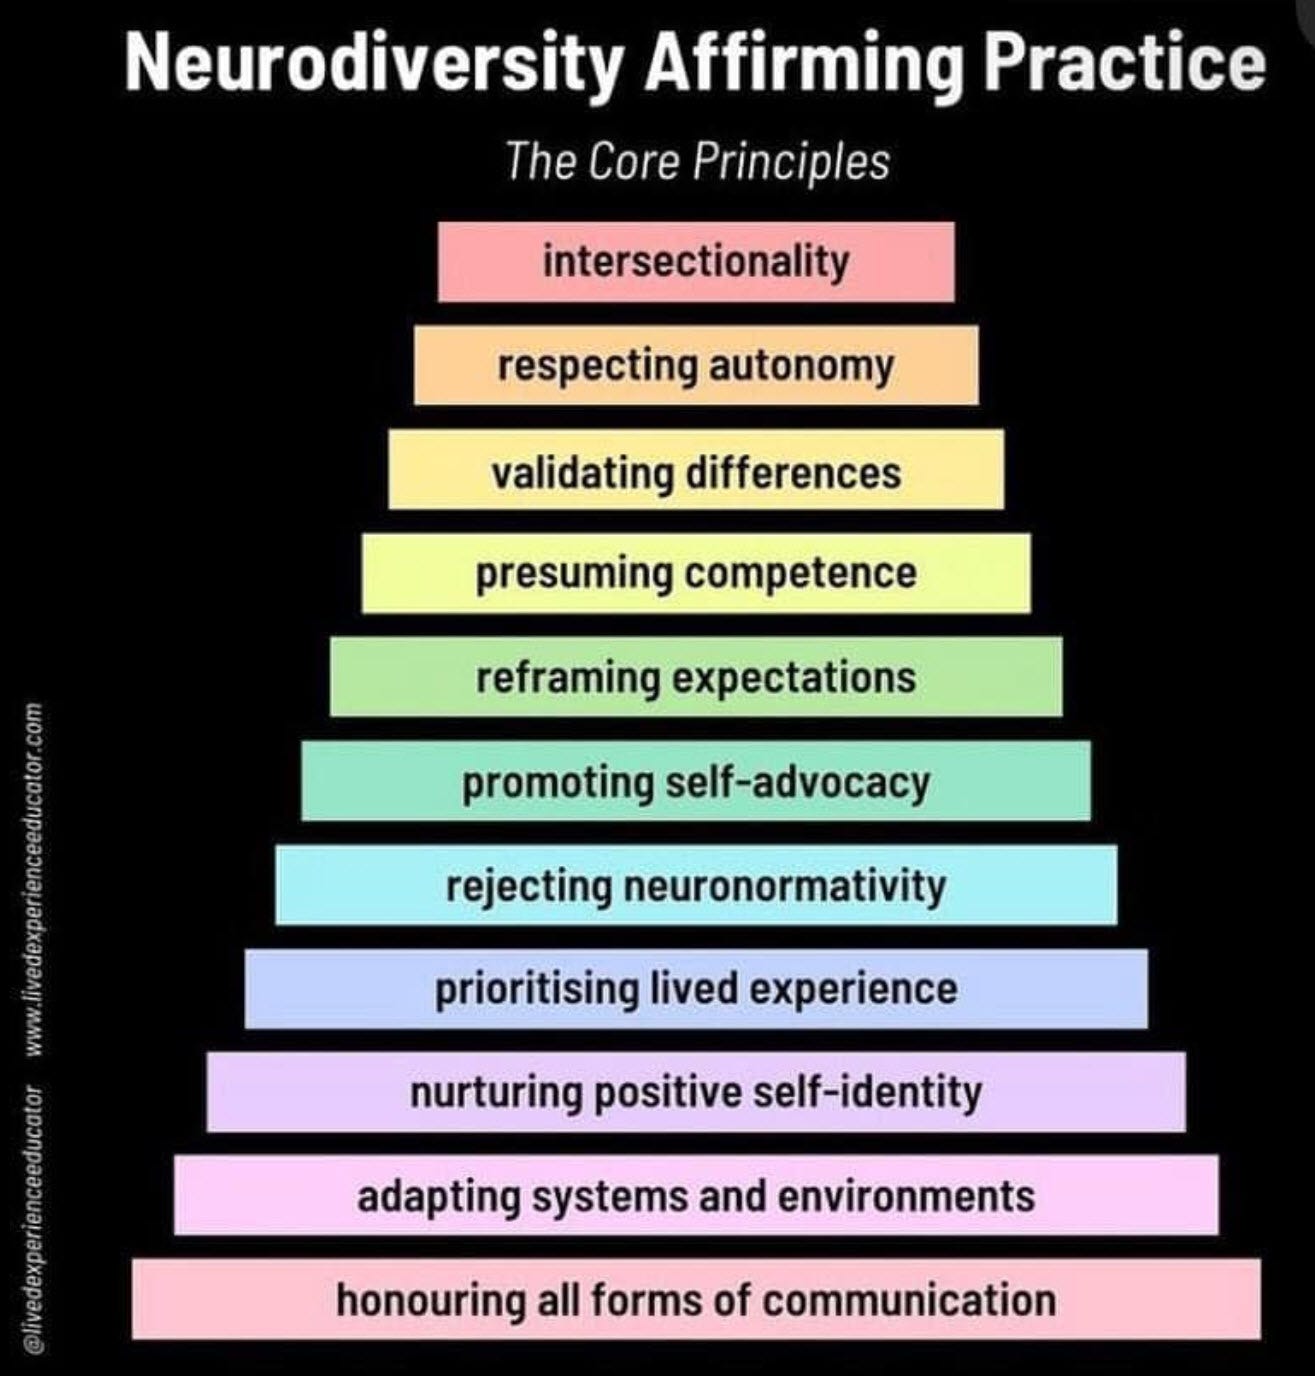 Neurodiversity Affirming Practice
The Core Principles
intersectionality
respecting autonomy
validating differences
presuming competence
reframing expectations
promoting self-advocacy
rejecting neuronormativity
prioritising lived experience
nurturing positive self-identity
adapting systems and environments
honouring all forms of communication
@livedexperienceeducator www.livedexperienceeducator.com